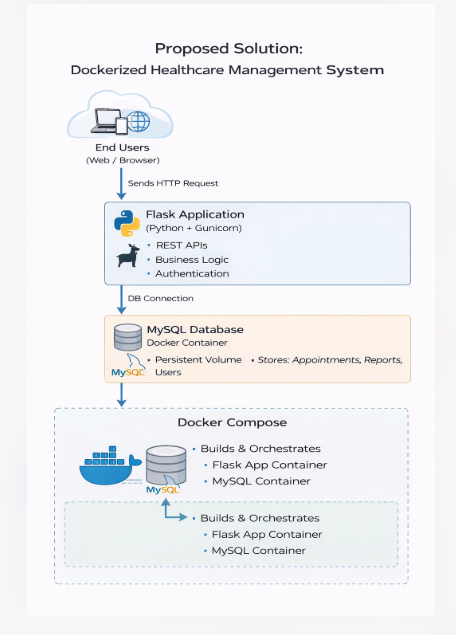 Proposed Solution:
Dockerized Healthcare Management System
End Users
(Web / Browser)
Sends HTTP Request
Flask Application
(Python + Gunicorn)
• REST APIs
• Business Logic
• Authentication
DB Connection
MySQL Database
Docker Container
MySQL
• Persistent Volume • Stores: Appointments, Reports,
Users
Docker Compose
• Builds & Orchestrates
• Flask App Container
• MySQL Container
MySQL
• Builds & Orchestrates
• Flask App Container
• MySQL Container